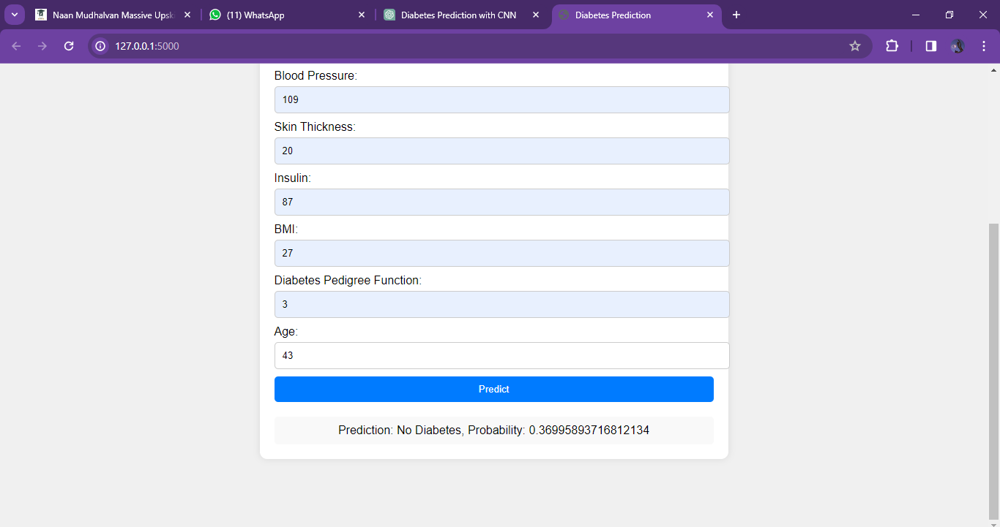 Naan Mudhalvan Massive Upsk
(11) WhatsApp
Diabetes Prediction with CNN
Diabetes Prediction
127.0.0.1:5000
Blood Pressure:
109
Skin Thickness:
20
Insulin:
87
BMI:
27
Diabetes Pedigree Function:
3
Age:
43
Predict
Prediction: No Diabetes, Probability: 0.36995893716812134